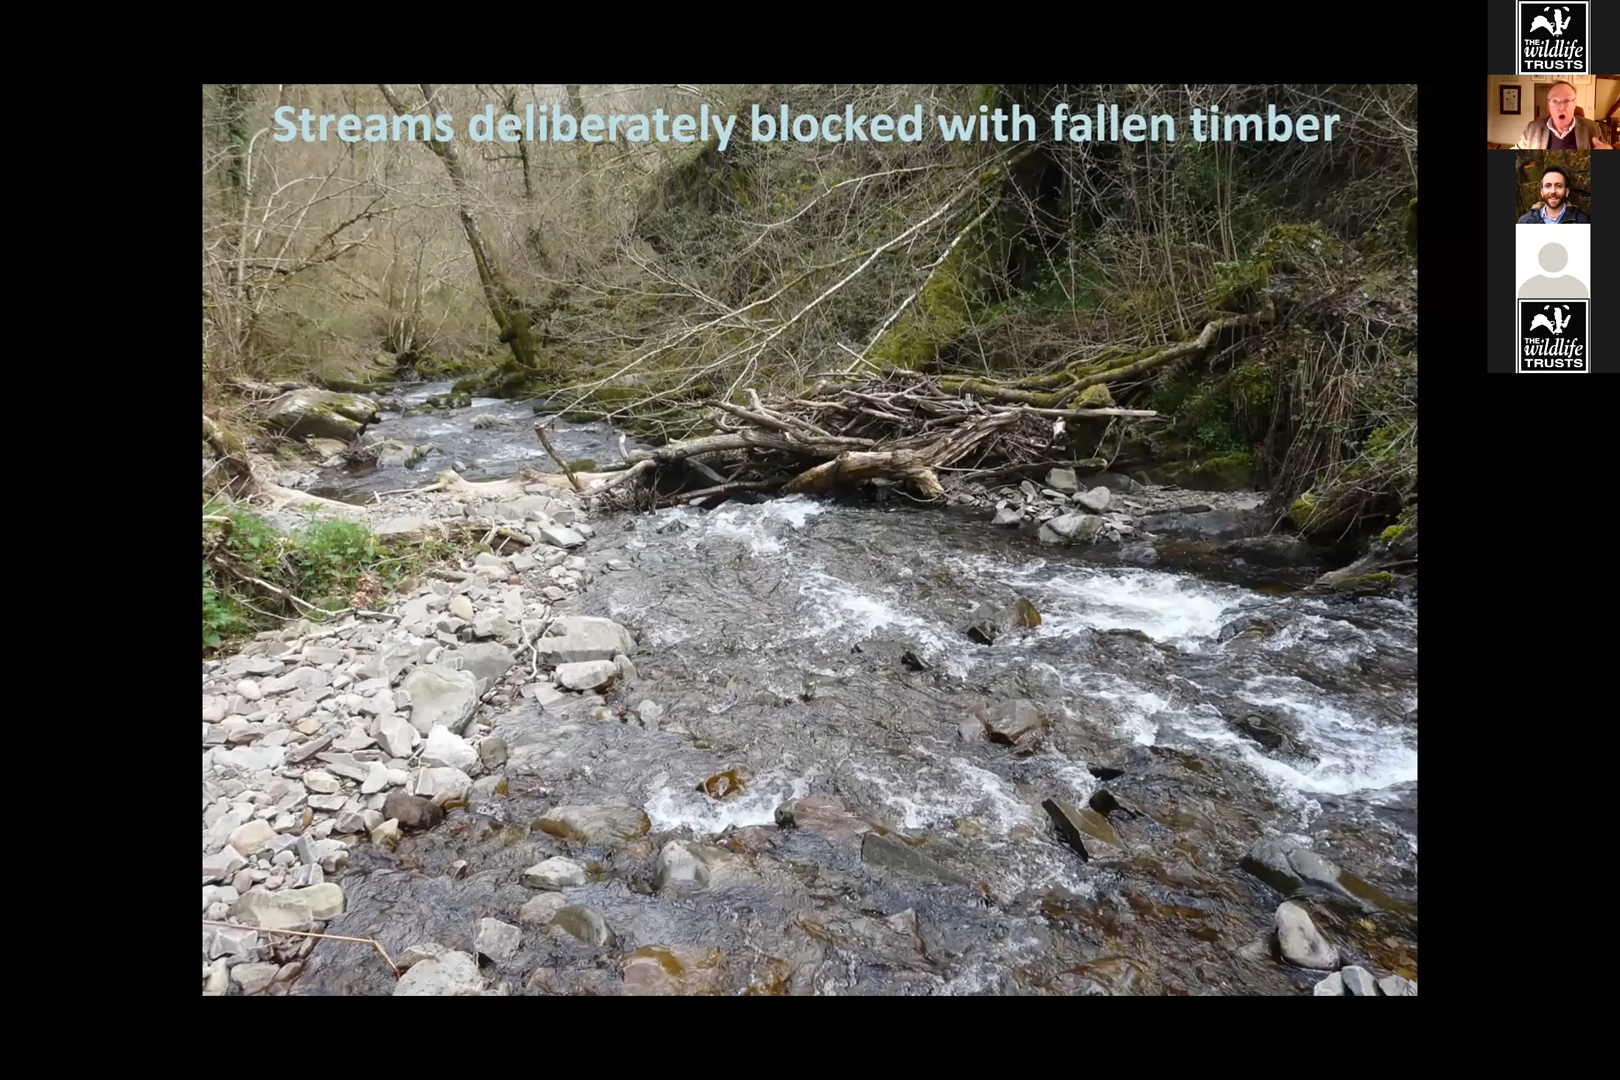 Streams deliberately blocked with fallen timber
THE
wildlife
TRUSTS
THE
wildlife
TRUSTS